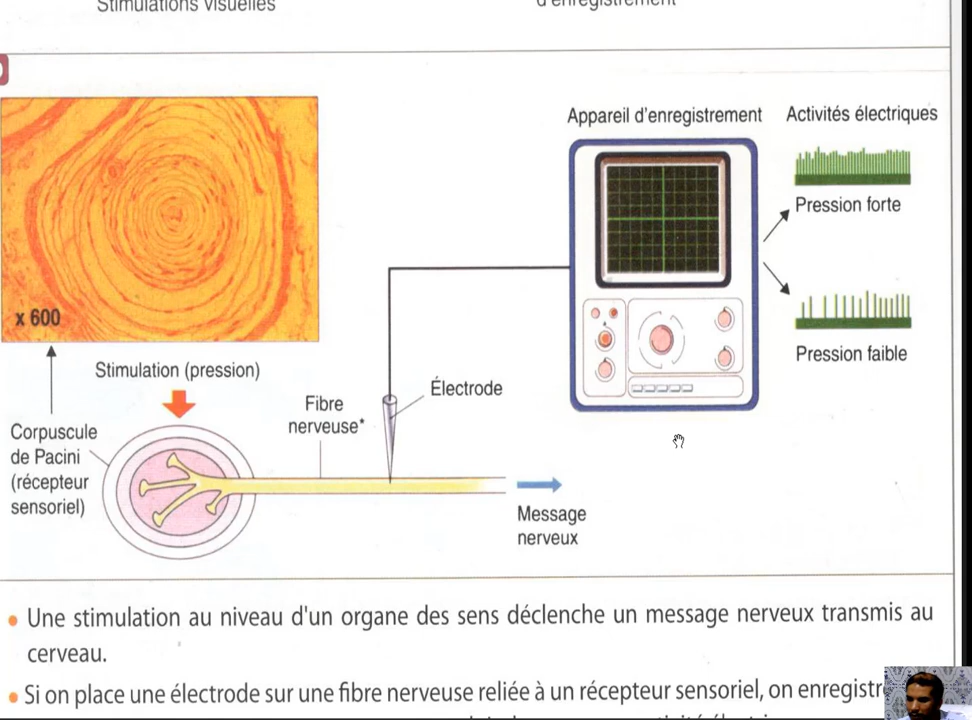 Stimulations visuelles
d'enregistrement
Appareil d'enregistrement
Activités électriques
Pression forte
x 600
Pression faible
Stimulation (pression)
Électrode
Fibre
nerveuse*
Corpuscule
de Pacini
(récepteur
sensoriel)
Message
nerveux
• Une stimulation au niveau d'un organe des sens déclenche un message nerveux transmis au
cerveau.
• Si on place une électrode sur une fibre nerveuse reliée à un récepteur sensoriel, on enregistr